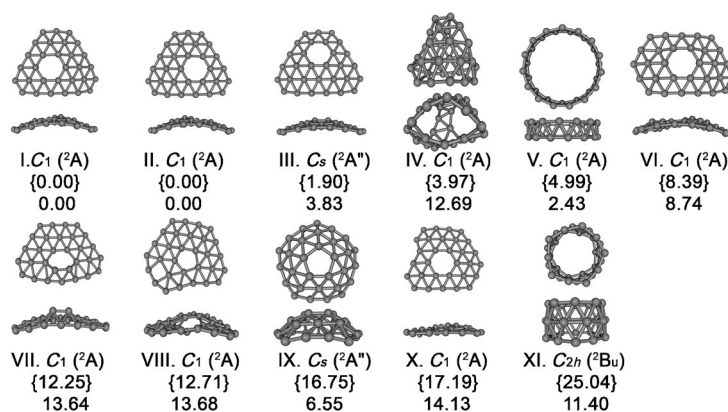 I. C1 (²A) II. C1 (²A) III. Cs (²A") IV. C1 (²A) V. C1 (²A) VI. C1 (²A)
{0.00} {0.00} {1.90} {3.97} {4.99} {8.39}
0.00 0.00 3.83 12.69 2.43 8.74
VII. C1 (²A) VIII. C1 (²A) IX. Cs (²A") X. C1 (²A) XI. C2h (²Bu)
{12.25} {12.71} {16.75} {17.19} {25.04}
13.64 13.68 6.55 14.13 11.40